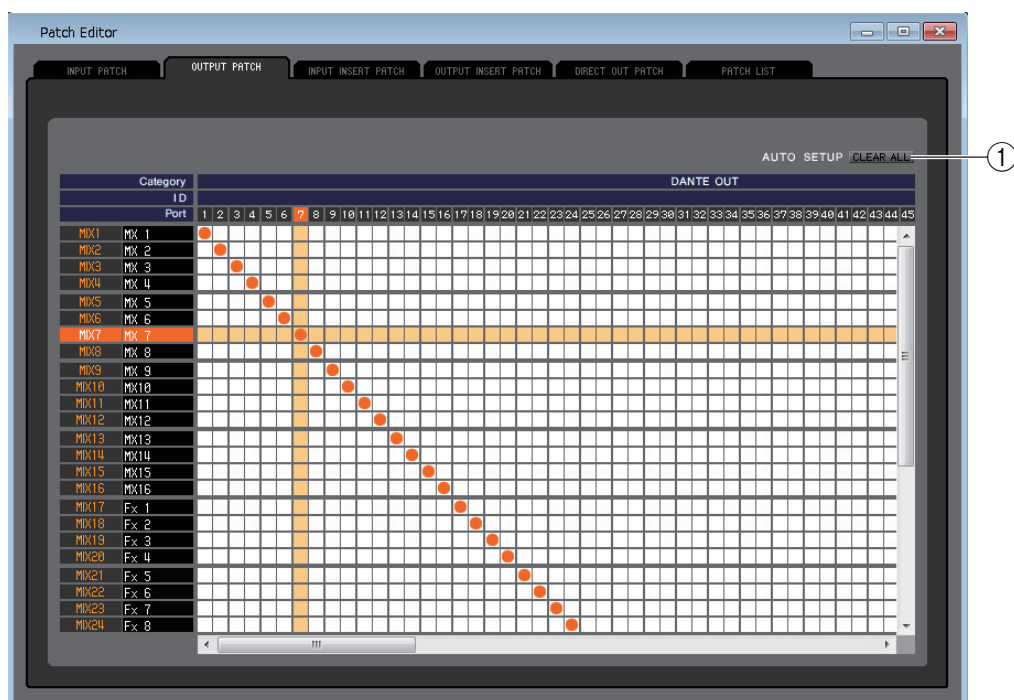 Patch Editor
INPUT PATCH OUTPUT PATCH INPUT INSERT PATCH OUTPUT INSERT PATCH DIRECT OUT PATCH PATCH LIST
AUTO SETUP CLEAR ALL ①
Category DANTE OUT
ID
Port 1 2 3 4 5 6 7 8 9 10 11 12 13 14 15 16 17 18 19 20 21 22 23 24 25 26 27 28 29 30 31 32 33 34 35 36 37 38 39 40 41 42 43 44 45
MIX1 MX 1
MIX2 MX 2
MIX3 MX 3
MIX4 MX 4
MIX5 MX 5
MIX6 MX 6
MIX7 MX 7
MIX8 MX 8
MIX9 MX 9
MIX10 MX10
MIX11 MX11
MIX12 MX12
MIX13 MX13
MIX14 MX14
MIX15 MX15
MIX16 MX16
MIX17 Fx 1
MIX18 Fx 2
MIX19 Fx 3
MIX20 Fx 4
MIX21 Fx 5
MIX22 Fx 6
MIX23 Fx 7
MIX24 Fx 8